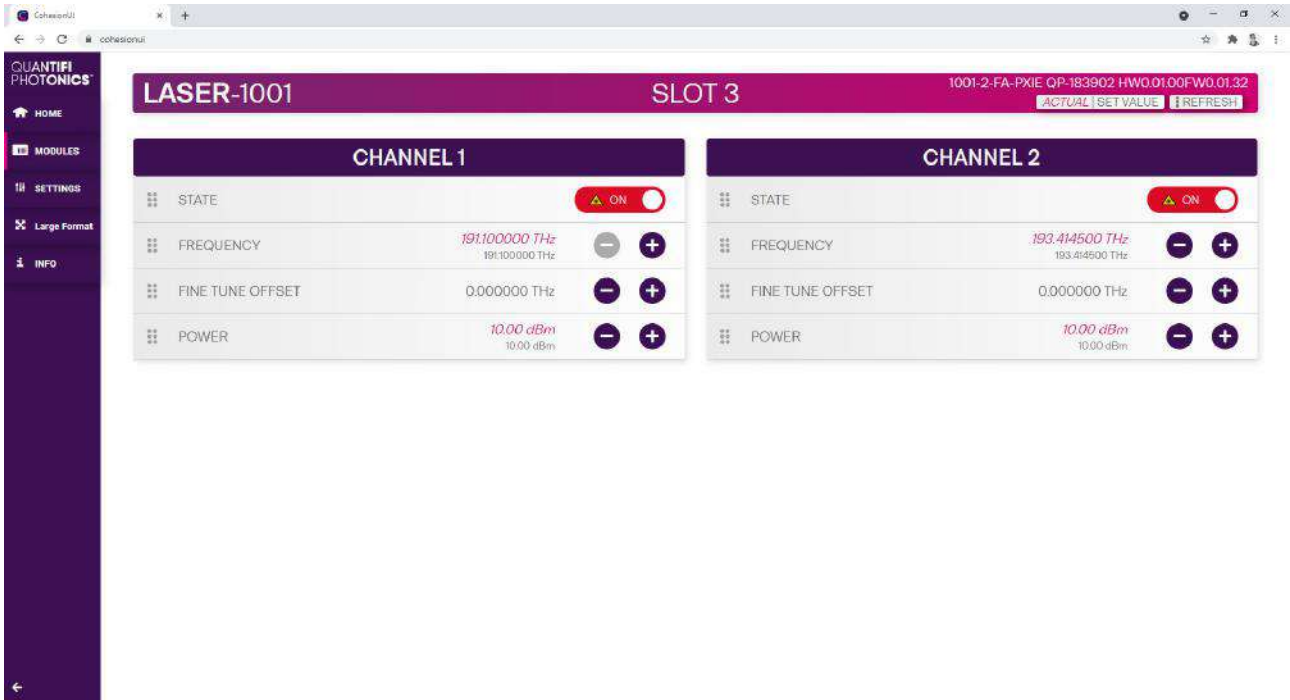 CohesionUI
cohesionui
QUANTIFI
PHOTONICS
HOME
MODULES
SETTINGS
Large Format
INFO
LASER-1001
SLOT 3
1001-2-FA-PXIE QP-183902 HW0.01.00FW0.01.32
ACTUAL | SET VALUE
REFRESH
CHANNEL 1
STATE
ON
FREQUENCY
191.100000 THz
191.100000 THz
FINE TUNE OFFSET
0.000000 THz
POWER
10.00 dBm
10.00 dBm
CHANNEL 2
STATE
ON
FREQUENCY
193.414500 THz
193.414500 THz
FINE TUNE OFFSET
0.000000 THz
POWER
10.00 dBm
10.00 dBm